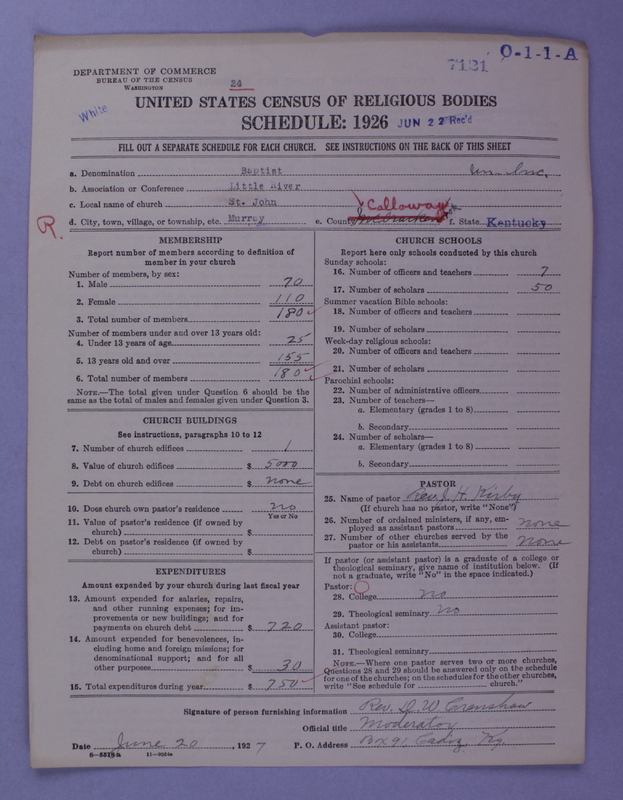 7121 O-1-1-A
DEPARTMENT OF COMMERCE
BUREAU OF THE CENSUS
WASHINGTON
24
White
UNITED STATES CENSUS OF RELIGIOUS BODIES
SCHEDULE: 1926 JUN 22 Rec'd
FILL OUT A SEPARATE SCHEDULE FOR EACH CHURCH. SEE INSTRUCTIONS ON THE BACK OF THIS SHEET
a. Denomination Baptist Un. Inc.
b. Association or Conference Little River
c. Local name of church St. John
Calloway
R. d. City, town, village, or township, etc. Murray e. County McCracken f. State Kentucky
MEMBERSHIP
Report number of members according to definition of
member in your church
Number of members, by sex:
1. Male 70
2. Female 110
3. Total number of members 180
Number of members under and over 13 years old:
4. Under 13 years of age 25
5. 13 years old and over 155
6. Total number of members 180
NOTE.—The total given under Question 6 should be the
same as the total of males and females given under Question 3.
CHURCH BUILDINGS
See instructions, paragraphs 10 to 12
7. Number of church edifices 1
8. Value of church edifices $ 5000
9. Debt on church edifices $ none
10. Does church own pastor's residence no
Yes or No
11. Value of pastor's residence (if owned by
church) $
12. Debt on pastor's residence (if owned by
church) $
EXPENDITURES
Amount expended by your church during last fiscal year
13. Amount expended for salaries, repairs,
and other running expenses; for im-
provements or new buildings; and for
payments on church debt $ 720
14. Amount expended for benevolences, in-
cluding home and foreign missions; for
denominational support; and for all
other purposes $ 30
15. Total expenditures during year $ 750
CHURCH SCHOOLS
Report here only schools conducted by this church
Sunday schools:
16. Number of officers and teachers 7
17. Number of scholars 50
Summer vacation Bible schools:
18. Number of officers and teachers
19. Number of scholars
Week-day religious schools:
20. Number of officers and teachers
21. Number of scholars
Parochial schools:
22. Number of administrative officers
23. Number of teachers—
a. Elementary (grades 1 to 8)
b. Secondary
24. Number of scholars—
a. Elementary (grades 1 to 8)
b. Secondary
PASTOR
25. Name of pastor Rev. J. H. Kirby
(If church has no pastor, write "None")
26. Number of ordained ministers, if any, em-
ployed as assistant pastors none
27. Number of other churches served by the
pastor or his assistants None
If pastor (or assistant pastor) is a graduate of a college or
theological seminary, give name of institution below. (If
not a graduate, write "No" in the space indicated.)
Pastor:
28. College no
29. Theological seminary no
Assistant pastor:
30. College
31. Theological seminary
NOTE.—Where one pastor serves two or more churches,
Questions 28 and 29 should be answered only on the schedule
for one of the churches; on the schedules for the other churches,
write "See schedule for church."
Signature of person furnishing information Rev. D. W. Cranshaw
Official title Moderator
Date June 20, 1927 P. O. Address Box 91, Cadiz, Ky.